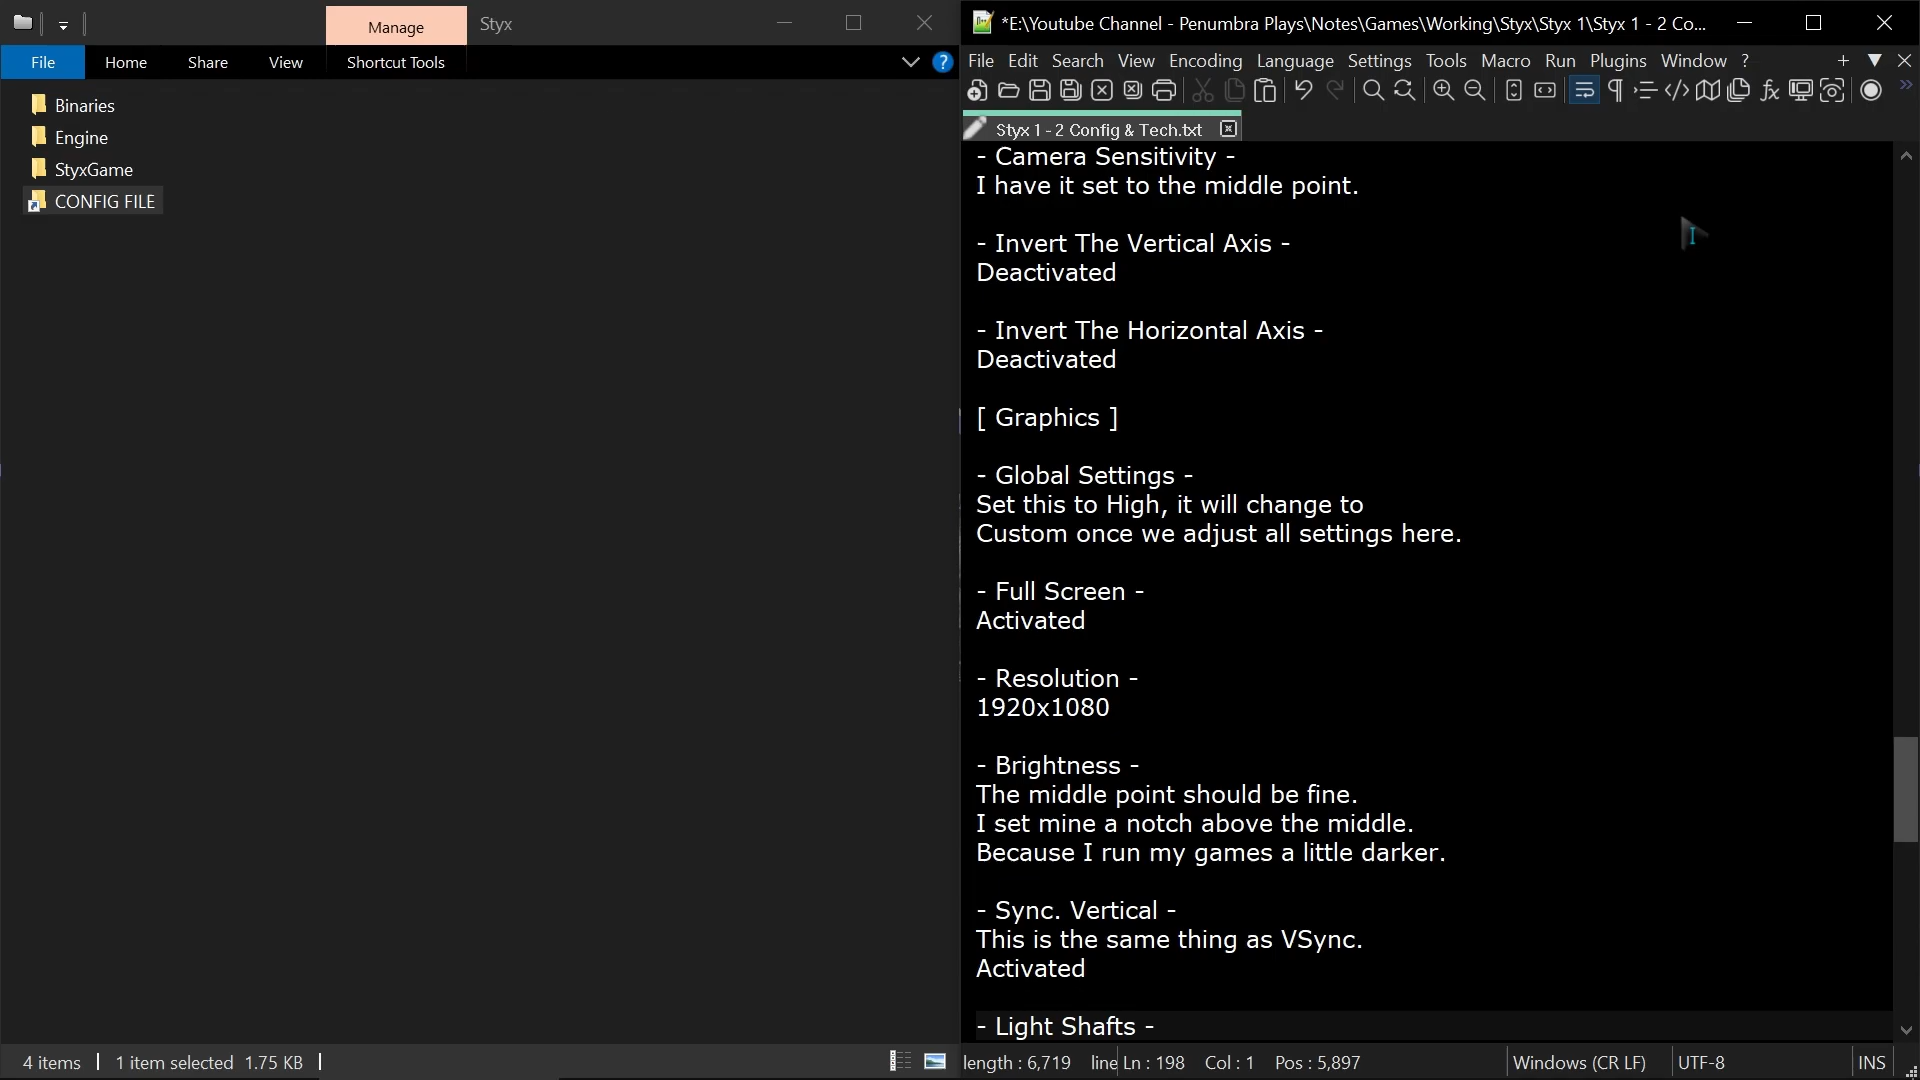 Manage
Styx
File
Home
Share
View
Shortcut Tools
?
Binaries
Engine
StyxGame
CONFIG FILE
4 items
1 item selected 1.75 KB
*E:\Youtube Channel - Penumbra Plays\Notes\Games\Working\Styx\Styx 1\Styx 1 - 2 Co...
File Edit Search View Encoding Language Settings Tools Macro Run Plugins Window ?
Styx 1 - 2 Config & Tech.txt
- Camera Sensitivity -
I have it set to the middle point.
- Invert The Vertical Axis -
Deactivated
- Invert The Horizontal Axis -
Deactivated
[ Graphics ]
- Global Settings -
Set this to High, it will change to
Custom once we adjust all settings here.
- Full Screen -
Activated
- Resolution -
1920x1080
- Brightness -
The middle point should be fine.
I set mine a notch above the middle.
Because I run my games a little darker.
- Sync. Vertical -
This is the same thing as VSync.
Activated
- Light Shafts -
length : 6,719 line Ln : 198 Col : 1 Pos : 5,897 Windows (CR LF) UTF-8 INS